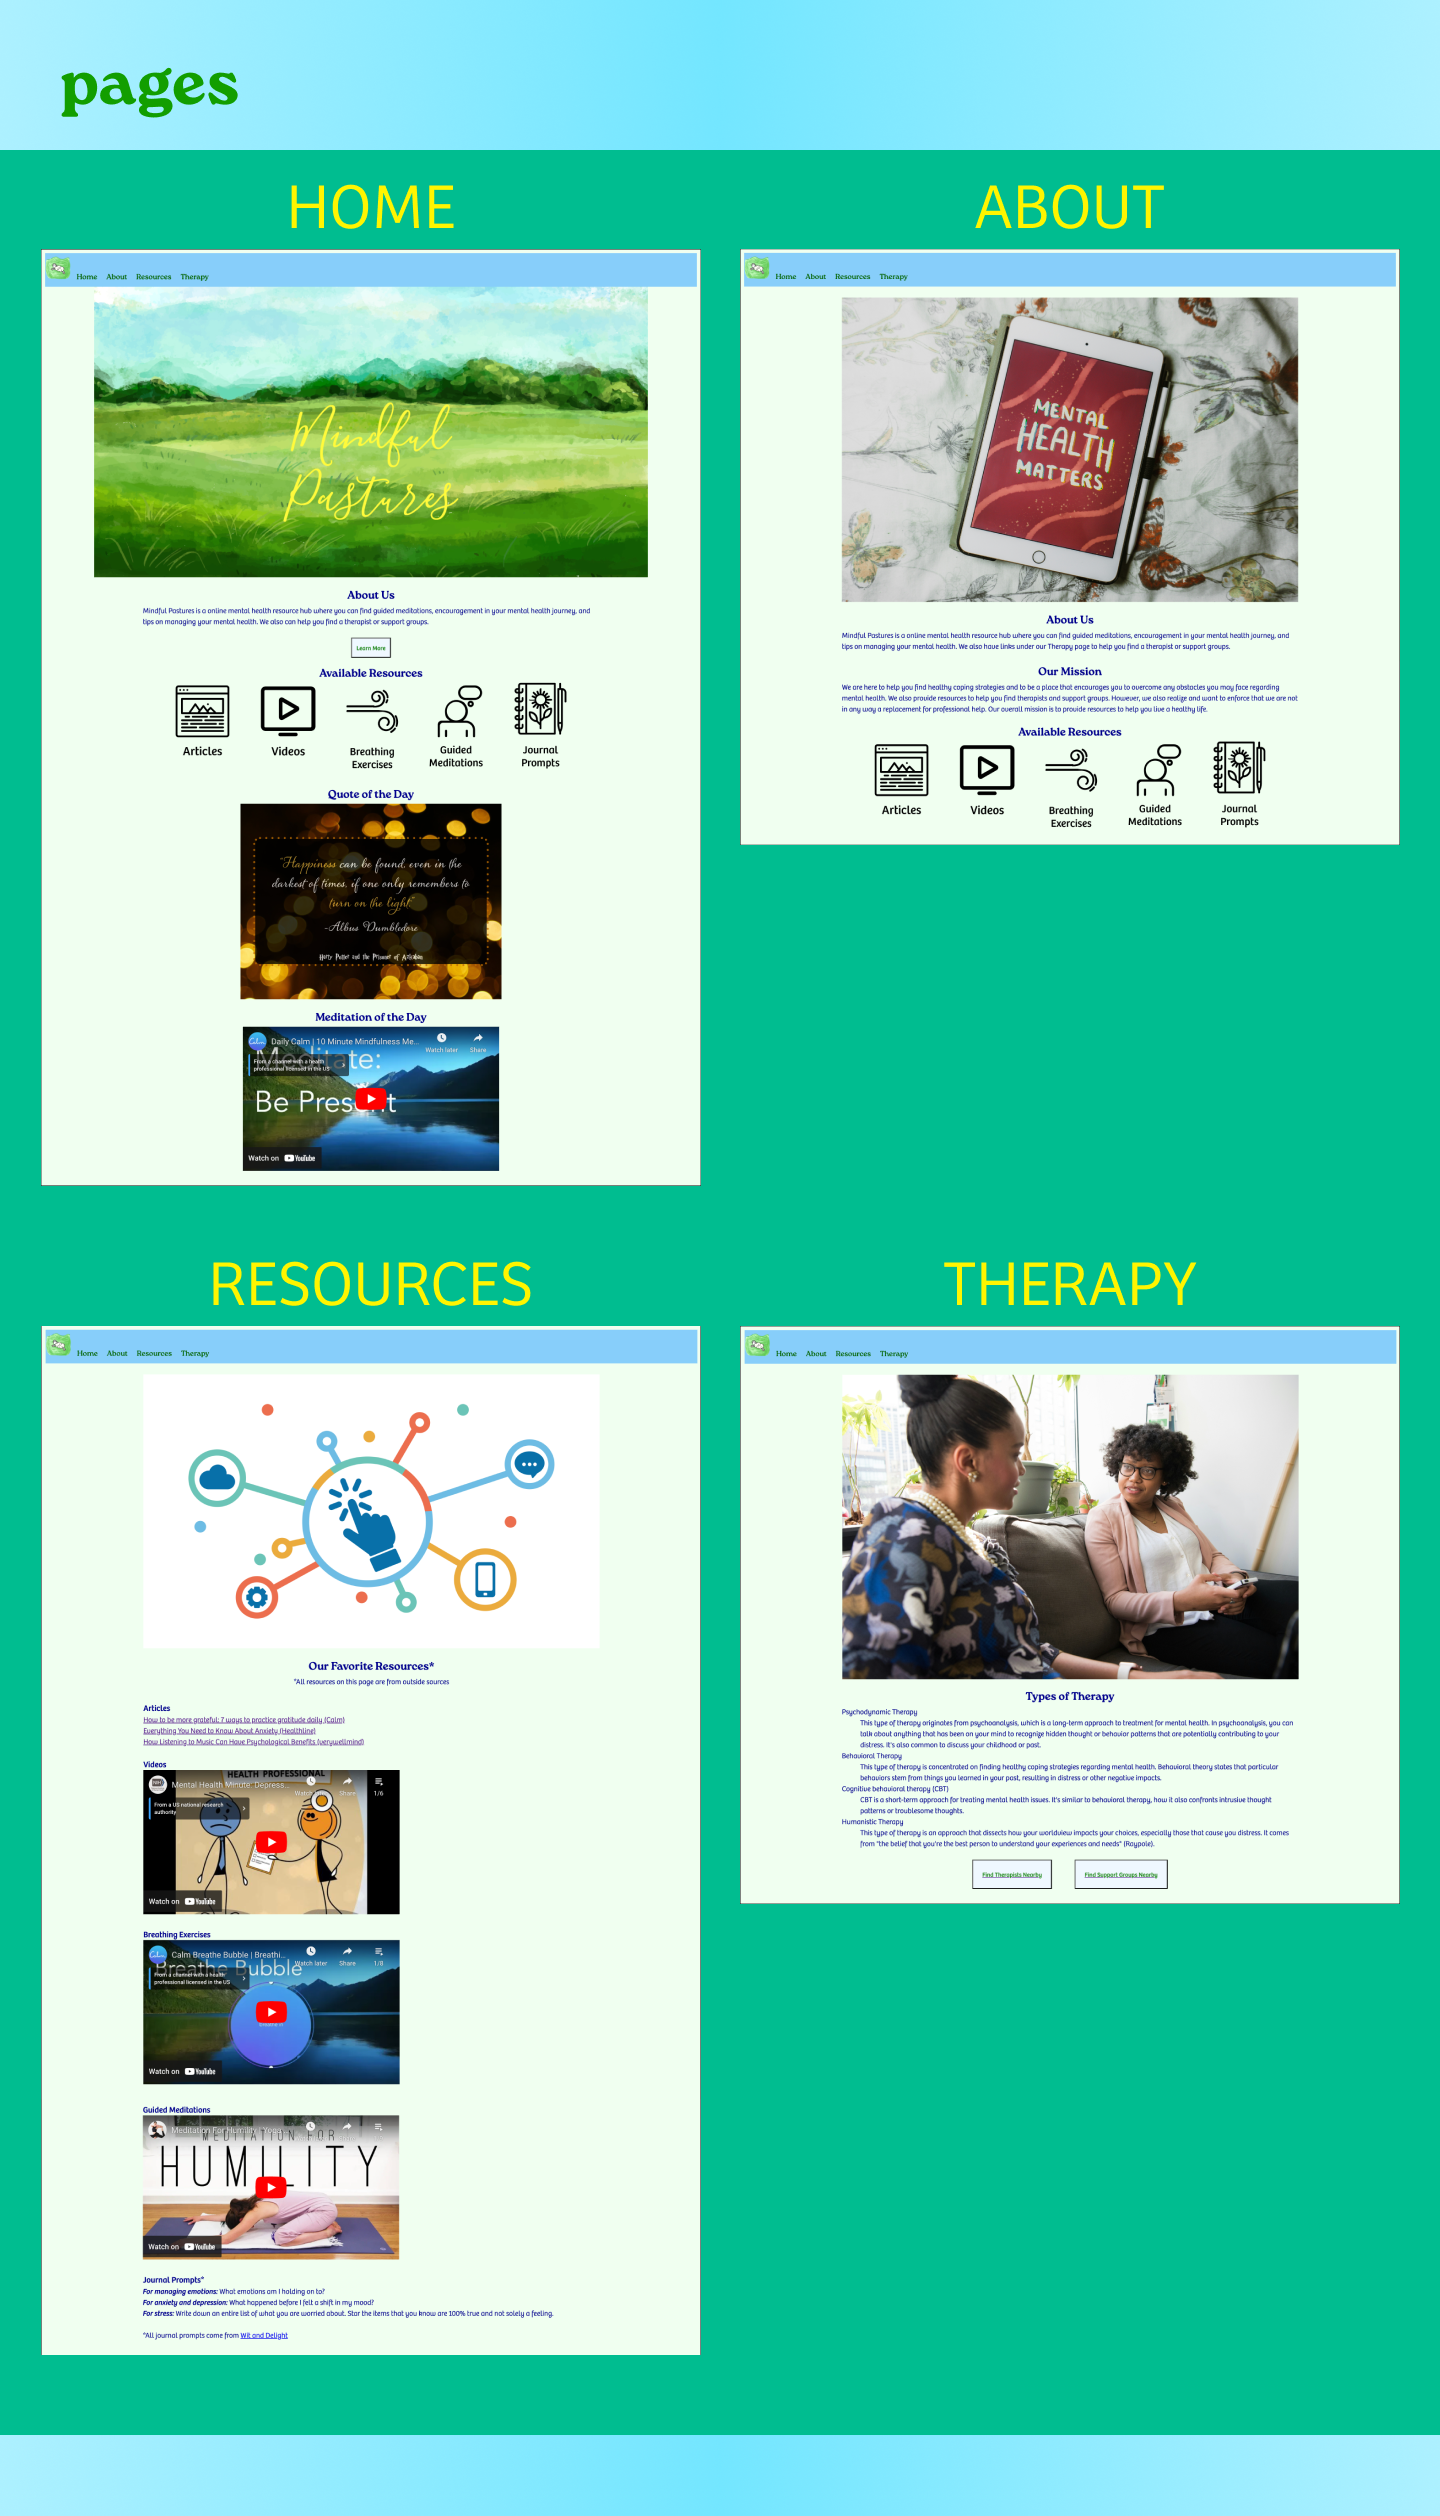 pages
HOME
Home About Resources Therapy
Mindful
Pastures
About Us
Mindful Pastures is a online mental health resource hub where you can find guided meditations, encouragement in your mental health journey, and
tips on managing your mental health. We also can help you find a therapist or support groups.
Learn More
Available Resources
Articles
Videos
Breathing
Exercises
Guided
Meditations
Journal
Prompts
Quote of the Day
"Happiness can be found, even in the
darkest of times, if one only remembers to
turn on the light."
-Albus Dumbledore
Harry Potter and the Prisoner of Azkaban
Meditation of the Day
Calm Daily Calm | 10 Minute Mindfulness Me...
Watch later Share
From a channel with a health
professional licensed in the US
Meditate:
Be Present
Watch on YouTube
ABOUT
Home About Resources Therapy
MENTAL
HEALTH
MATTERS
About Us
Mindful Pastures is a online mental health resource hub where you can find guided meditations, encouragement in your mental health journey, and
tips on managing your mental health. We also have links under our Therapy page to help you find a therapist or support groups.
Our Mission
We are here to help you find healthy coping strategies and to be a place that encourages you to overcome any obstacles you may face regarding
mental health. We also provide resources to help you find therapists and support groups. However, we also realize and want to enforce that we are not
in any way a replacement for professional help. Our overall mission is to provide resources to help you live a healthy life.
Available Resources
Articles
Videos
Breathing
Exercises
Guided
Meditations
Journal
Prompts
RESOURCES
Home About Resources Therapy
Our Favorite Resources*
*All resources on this page are from outside sources
Articles
How to be more grateful: 7 ways to practice gratitude daily (Calm)
Everything You Need to Know About Anxiety (Healthline)
How Listening to Music Can Have Psychological Benefits (verywellmind)
Videos
HEALTH PROFESSIONAL
Mental Health Minute: Depress...
Watch later Share 1/6
From a US national research
authority
Watch on YouTube
Breathing Exercises
Calm Calm Breathe Bubble | Breathi...
Breathe Bubble
Watch later Share 1/8
From a channel with a health
professional licensed in the US
Watch on YouTube
Guided Meditations
Meditation For Humility | Yoga...
MEDITATION FOR
HUMILITY
Watch on YouTube
Journal Prompts*
For managing emotions: What emotions am I holding on to?
For anxiety and depression: What happened before I felt a shift in my mood?
For stress: Write down an entire list of what you are worried about. Star the items that you know are 100% true and not solely a feeling.
*All journal prompts come from Wit and Delight
THERAPY
Home About Resources Therapy
Types of Therapy
Psychodynamic Therapy
This type of therapy originates from psychoanalysis, which is a long-term approach to treatment for mental health. In psychoanalysis, you can
talk about anything that has been on your mind to recognize hidden thought or behavior patterns that are potentially contributing to your
distress. It's also common to discuss your childhood or past.
Behavioral Therapy
This type of therapy is concentrated on finding healthy coping strategies regarding mental health. Behavioral theory states that particular
behaviors stem from things you learned in your past, resulting in distress or other negative impacts.
Cognitive behavioral therapy (CBT)
CBT is a short-term approach for treating mental health issues. It's similar to behavioral therapy, how it also confronts intrusive thought
patterns or troublesome thoughts.
Humanistic Therapy
This type of therapy is an approach that dissects how your worldview impacts your choices, especially those that cause you distress. It comes
from "the belief that you're the best person to understand your experiences and needs" (Raypole).
Find Therapists Nearby
Find Support Groups Nearby